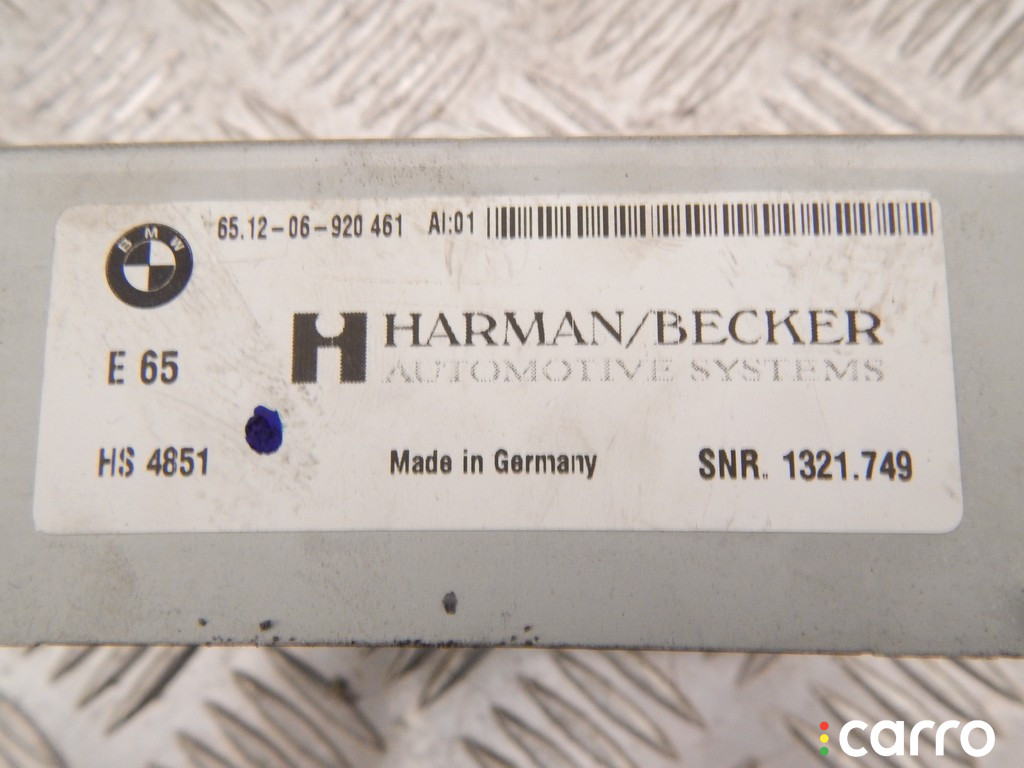 65.12-06-920 461 AI:01
BMW
HARMAN/BECKER
AUTOMOTIVE SYSTEMS
E 65
HS 4851 Made in Germany SNR. 1321.749
carro